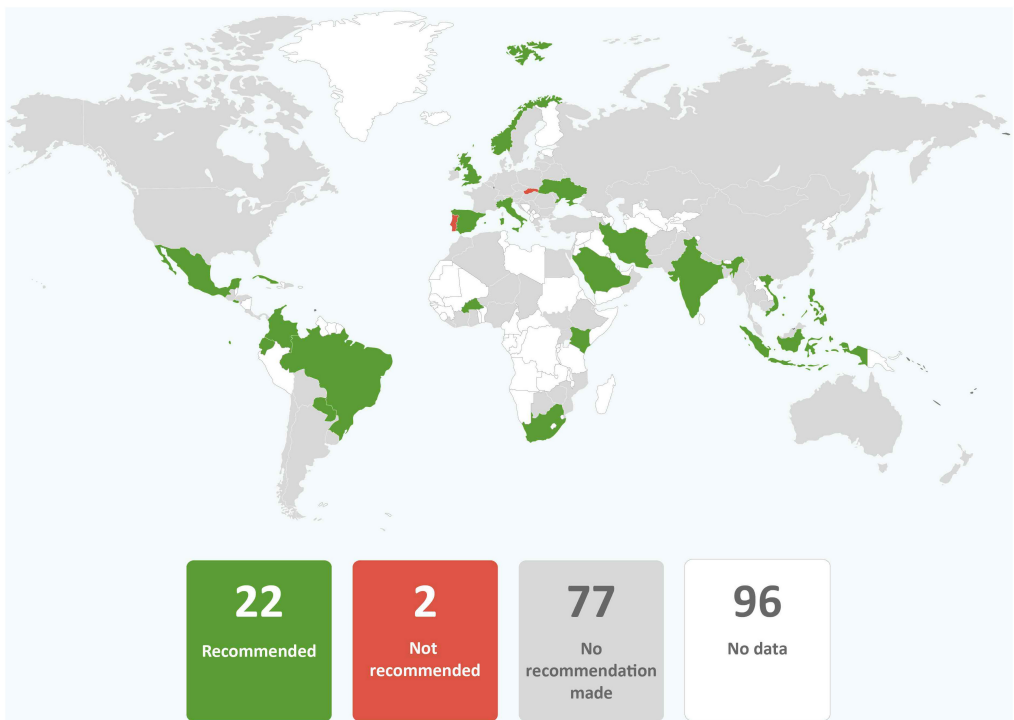 22
Recommended
2
Not
recommended
77
No
recommendation
made
96
No data